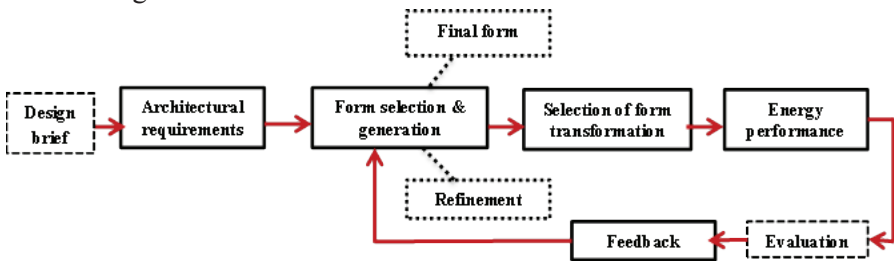 Final form
Design
brief
Architectural
requirements
Form selection &
generation
Selection of form
transformation
Energy
performance
Refinement
Feedback
Evaluation